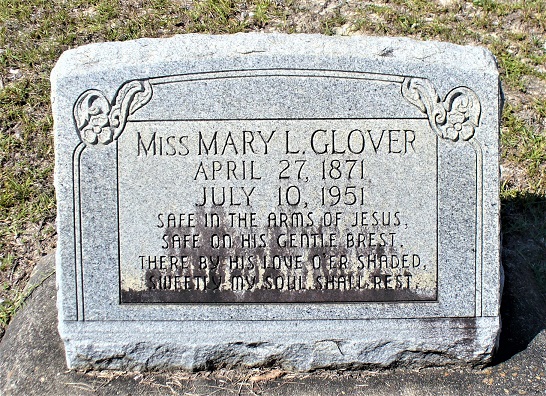 Miss MARY L. GLOVER
APRIL 27, 1871
JULY 10, 1951
SAFE IN THE ARMS OF JESUS,
SAFE ON HIS GENTLE BREST,
THERE BY HIS LOVE O'ER SHADED,
SWEETLY MY SOUL SHALL REST.